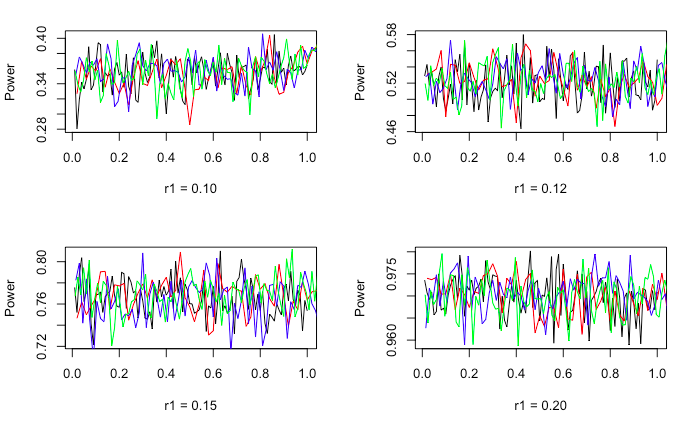 Power
0.28 0.34 0.40
0.0 0.2 0.4 0.6 0.8 1.0
r1 = 0.10
Power
0.46 0.52 0.58
0.0 0.2 0.4 0.6 0.8 1.0
r1 = 0.12
Power
0.72 0.76 0.80
0.0 0.2 0.4 0.6 0.8 1.0
r1 = 0.15
Power
0.960 0.975
0.0 0.2 0.4 0.6 0.8 1.0
r1 = 0.20